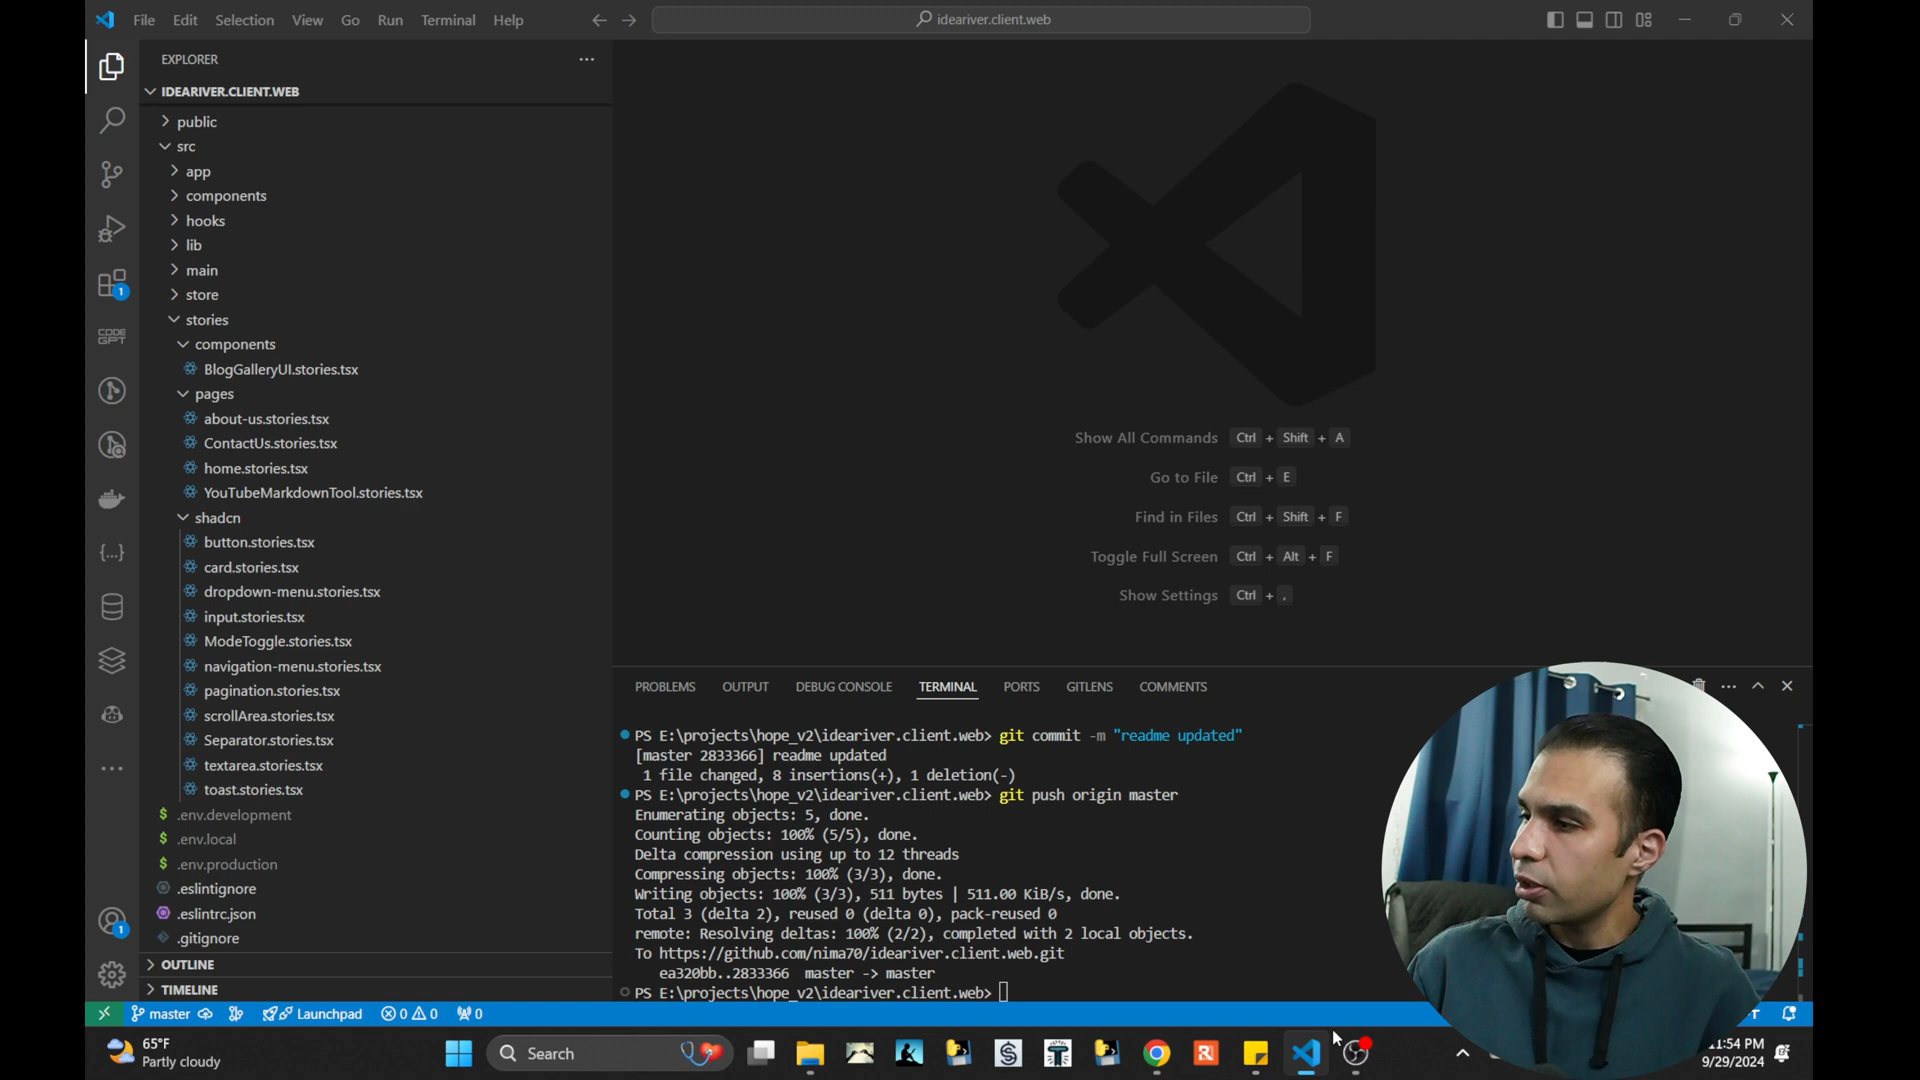 File Edit Selection View Go Run Terminal Help
ideariver.client.web
EXPLORER
IDEARIVER.CLIENT.WEB
public
src
app
components
hooks
lib
main
store
stories
components
BlogGalleryUI.stories.tsx
pages
about-us.stories.tsx
ContactUs.stories.tsx
home.stories.tsx
YouTubeMarkdownTool.stories.tsx
shadcn
button.stories.tsx
card.stories.tsx
dropdown-menu.stories.tsx
input.stories.tsx
ModeToggle.stories.tsx
navigation-menu.stories.tsx
pagination.stories.tsx
scrollArea.stories.tsx
Separator.stories.tsx
textarea.stories.tsx
toast.stories.tsx
$ .env.development
$ .env.local
$ .env.production
.eslintignore
.eslintrc.json
.gitignore
OUTLINE
TIMELINE
1
CODE
GPT
{...}
1
Show All Commands Ctrl + Shift + A
Go to File Ctrl + E
Find in Files Ctrl + Shift + F
Toggle Full Screen Ctrl + Alt + F
Show Settings Ctrl + ,
PROBLEMS OUTPUT DEBUG CONSOLE TERMINAL PORTS GITLENS COMMENTS
PS E:\projects\hope_v2\ideariver.client.web> git commit -m "readme updated"
[master 2833366] readme updated
1 file changed, 8 insertions(+), 1 deletion(-)
PS E:\projects\hope_v2\ideariver.client.web> git push origin master
Enumerating objects: 5, done.
Counting objects: 100% (5/5), done.
Delta compression using up to 12 threads
Compressing objects: 100% (3/3), done.
Writing objects: 100% (3/3), 511 bytes | 511.00 KiB/s, done.
Total 3 (delta 2), reused 0 (delta 0), pack-reused 0
remote: Resolving deltas: 100% (2/2), completed with 2 local objects.
To https://github.com/nima70/ideariver.client.web.git
ea320bb..2833366 master -> master
PS E:\projects\hope_v2\ideariver.client.web>
master Launchpad 0 0 0
65°F
Partly cloudy
Search
RI
11:54 PM
9/29/2024